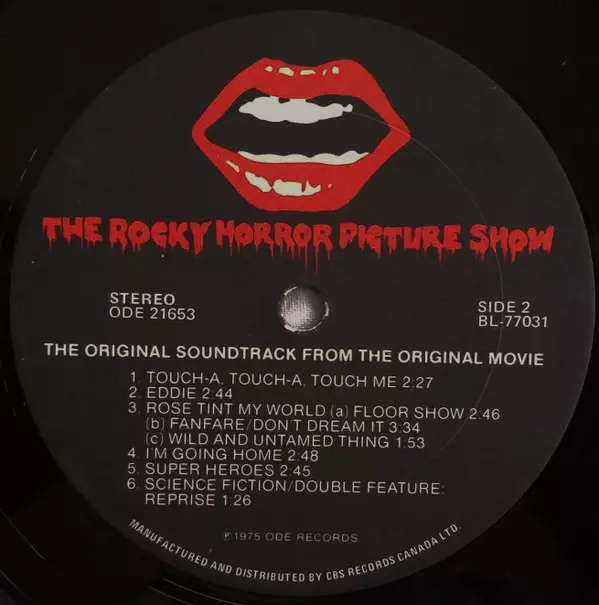 THE ROCKY HORROR PICTURE SHOW
STEREO
ODE 21653
SIDE 2
BL-77031
THE ORIGINAL SOUNDTRACK FROM THE ORIGINAL MOVIE
1. TOUCH-A, TOUCH-A, TOUCH ME 2:27
2. EDDIE 2:44
3. ROSE TINT MY WORLD (a) FLOOR SHOW 2:46
(b) FANFARE/DON'T DREAM IT 3:34
(c) WILD AND UNTAMED THING 1:53
4. I'M GOING HOME 2:48
5. SUPER HEROES 2:45
6. SCIENCE FICTION/DOUBLE FEATURE:
REPRISE 1:26
℗ 1975 ODE RECORDS
MANUFACTURED AND DISTRIBUTED BY CBS RECORDS CANADA LTD.